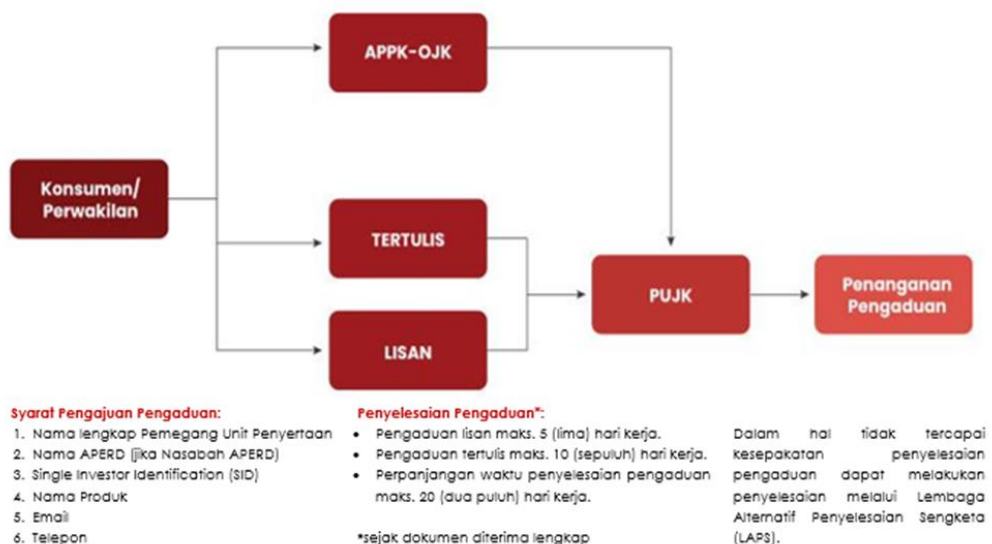 APPK-OJK
Konsumen/
Perwakilan
TERTULIS
LISAN
PUJK
Penanganan
Pengaduan
Syarat Pengajuan Pengaduan:
1. Nama lengkap Pemegang Unit Penyertaan
2. Nama APERD (jika Nasabah APERD)
3. Single Investor Identification (SID)
4. Nama Produk
5. Email
6. Telepon
Penyelesaian Pengaduan*:
• Pengaduan lisan maks. 5 (lima) hari kerja.
• Pengaduan tertulis maks. 10 (sepuluh) hari kerja.
• Perpanjangan waktu penyelesaian pengaduan
maks. 20 (dua puluh) hari kerja.
*sejak dokumen diterima lengkap
Dalam hal tidak tercapai
kesepakatan penyelesaian
pengaduan dapat melakukan
penyelesaian melalui Lembaga
Alternatif Penyelesaian Sengketa
(LAPS).